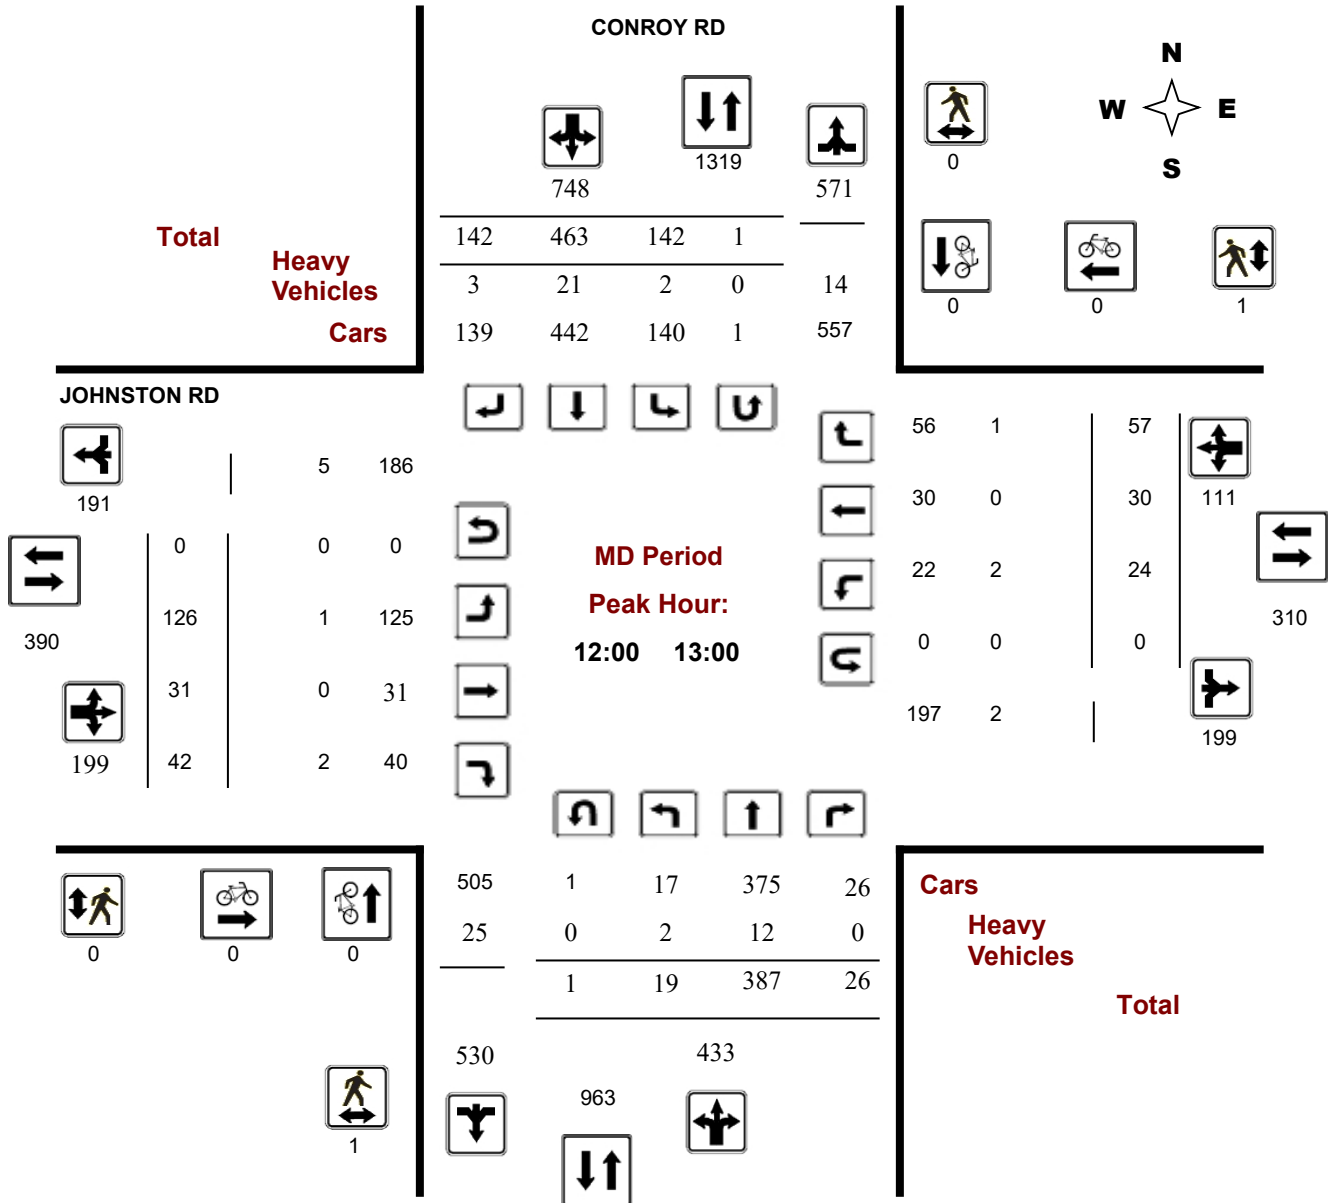 CONROY RD
N
W E
S
1319
0
748 571
Total 142 463 142 1
Heavy
Vehicles 3 21 2 0 14
0 0 1
Cars 139 442 140 1 557
JOHNSTON RD
56 1 57
5 186
191
30 0 30 111
0 0 0
MD Period
22 2 24
Peak Hour:
126 1 125 310
390
12:00 13:00 0 0 0
31 0 31
197 2
199
199 42 2 40
505 1 17 375 26 Cars
25 0 2 12 0 Heavy
Vehicles
0 0 0
1 19 387 26
Total
530 433
963
1